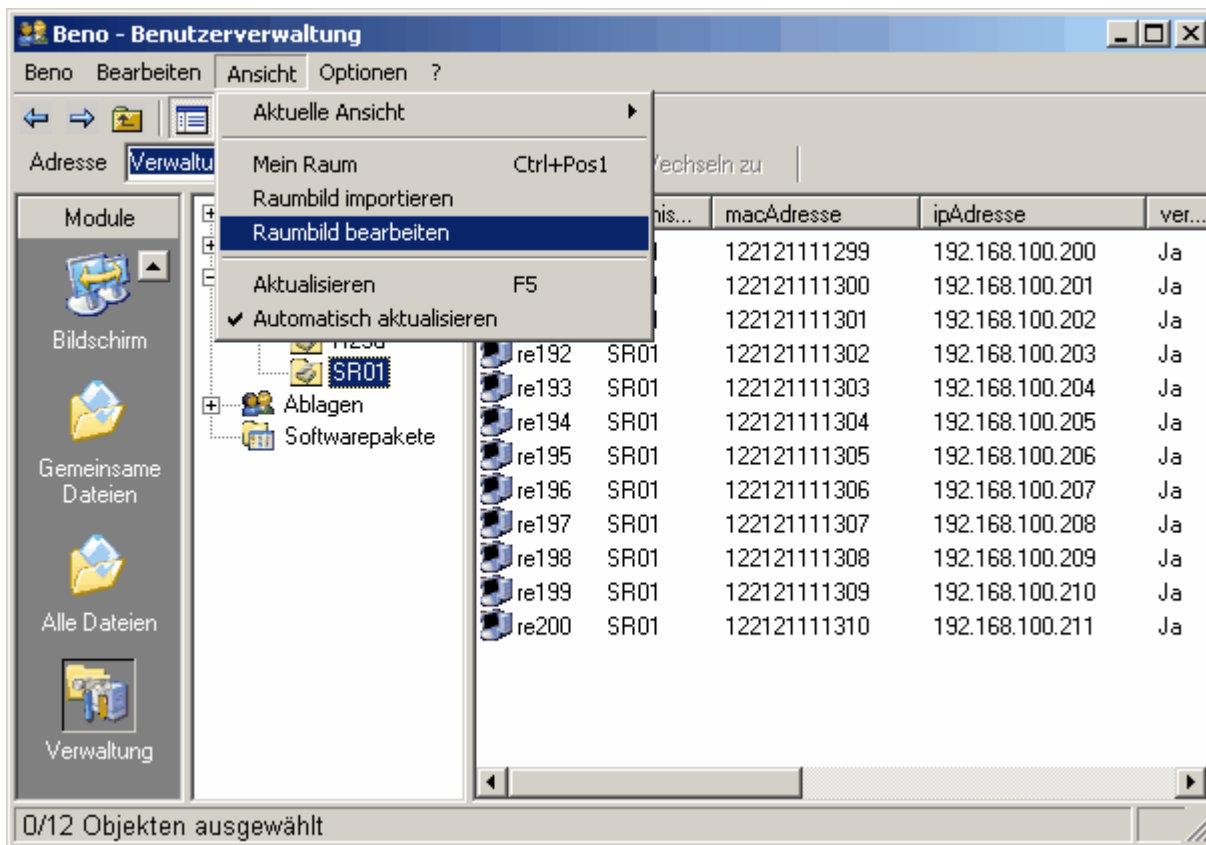 Beno - Benutzerverwaltung
Beno Bearbeiten Ansicht Optionen ?
Aktuelle Ansicht
Mein Raum Ctrl+Pos1
Raumbild importieren
Raumbild bearbeiten
Aktualisieren F5
Automatisch aktualisieren
Adresse
Module
Bildschirm
Gemeinsame
Dateien
Alle Dateien
Verwaltung
SR01
Ablagen
Softwarepakete
macAdresse ipAdresse ver...
122121111299 192.168.100.200 Ja
122121111300 192.168.100.201 Ja
122121111301 192.168.100.202 Ja
re192 SR01 122121111302 192.168.100.203 Ja
re193 SR01 122121111303 192.168.100.204 Ja
re194 SR01 122121111304 192.168.100.205 Ja
re195 SR01 122121111305 192.168.100.206 Ja
re196 SR01 122121111306 192.168.100.207 Ja
re197 SR01 122121111307 192.168.100.208 Ja
re198 SR01 122121111308 192.168.100.209 Ja
re199 SR01 122121111309 192.168.100.210 Ja
re200 SR01 122121111310 192.168.100.211 Ja
0/12 Objekten ausgewählt